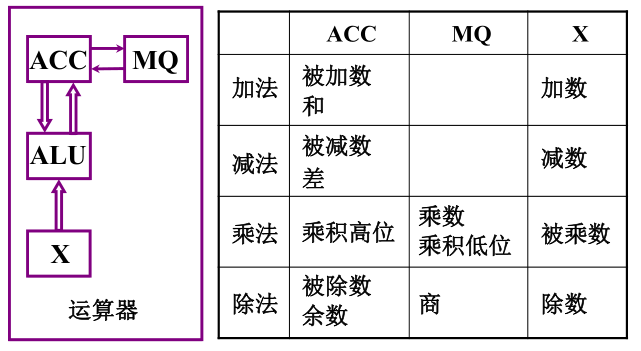 ACC
MQ
ALU
X
运算器
ACC MQ X
加法 被加数 和 加数
减法 被减数 差 减数
乘法 乘积高位 乘数 乘积低位 被乘数
除法 被除数 余数 商 除数